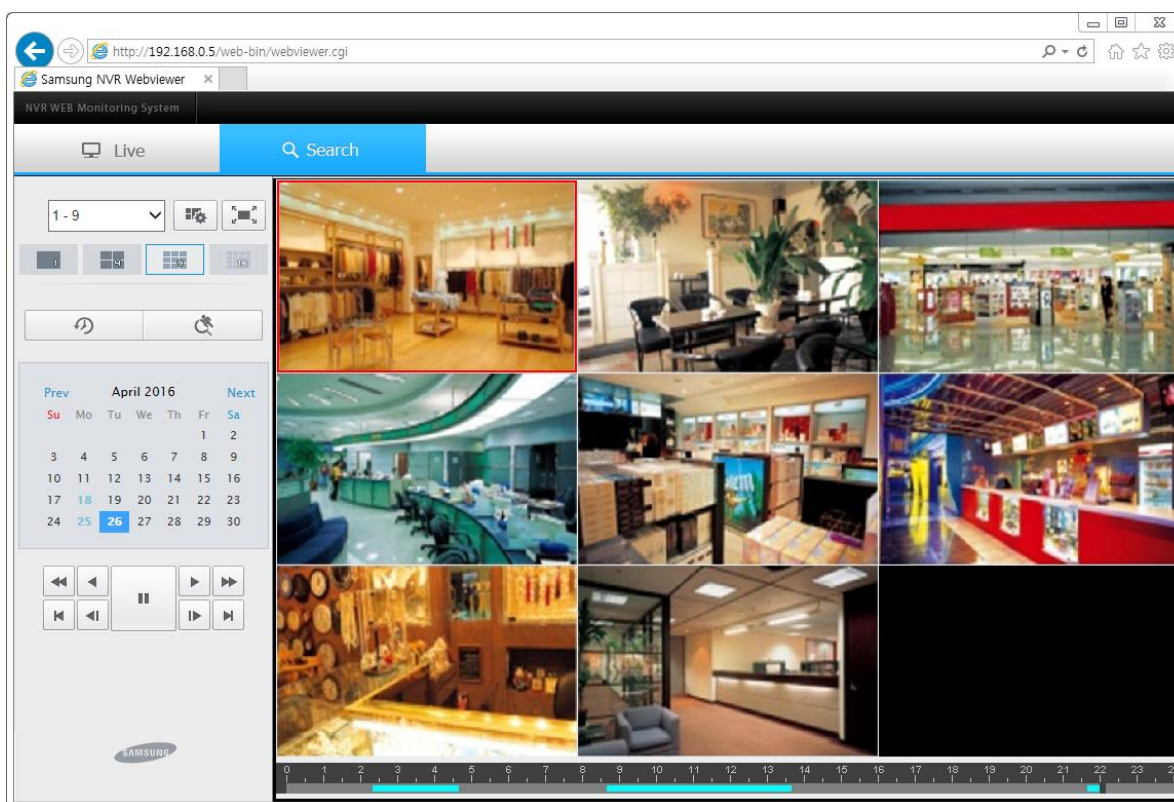 http://192.168.0.5/web-bin/webviewer.cgi
Samsung NVR Webviewer
NVR WEB Monitoring System
Live
Search
1 - 9
1
4
9
16
Prev April 2016 Next
Su Mo Tu We Th Fr Sa
1 2
3 4 5 6 7 8 9
10 11 12 13 14 15 16
17 18 19 20 21 22 23
24 25 26 27 28 29 30
SAMSUNG
0 1 2 3 4 5 6 7 8 9 10 11 12 13 14 15 16 17 18 19 20 21 22 23